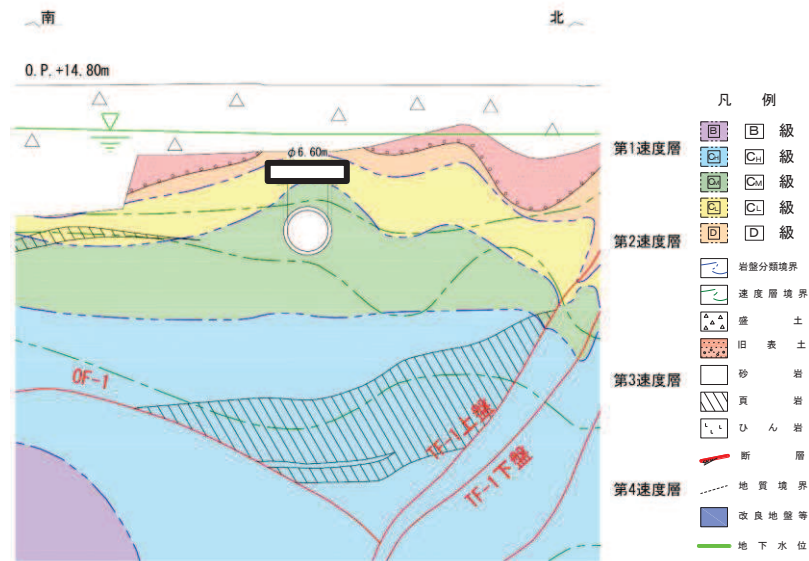 南
北
O.P.+14.80m
φ6.60m
第1速度層
第2速度層
第3速度層
第4速度層
OF-1
TF-1上盤
TF-1下盤
凡 例
B B 級
CH CH 級
CM CM 級
CL CL 級
D D 級
岩盤分類境界
速度層境界
盛 土
旧 表 土
砂 岩
頁 岩
ひ ん 岩
断 層
地 質 境 界
改 良 地 盤 等
地 下 水 位